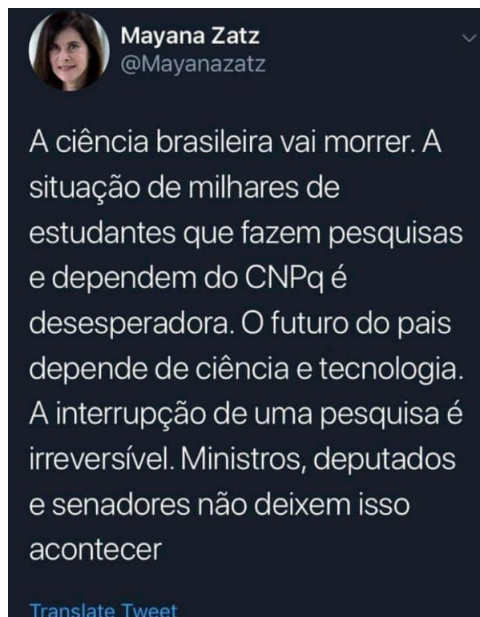 Mayana Zatz
@Mayanazatz
A ciência brasileira vai morrer. A
situação de milhares de
estudantes que fazem pesquisas
e dependem do CNPq é
desesperadora. O futuro do pais
depende de ciência e tecnologia.
A interrupção de uma pesquisa é
irreversível. Ministros, deputados
e senadores não deixem isso
acontecer
Translate Tweet